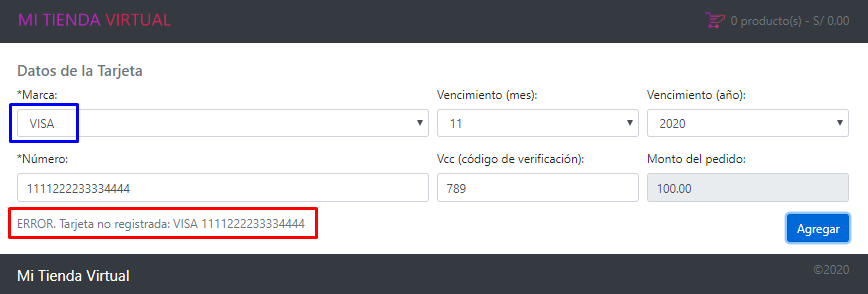 MI TIENDA VIRTUAL
0 producto(s) - S/ 0.00
Datos de la Tarjeta
*Marca: Vencimiento (mes): Vencimiento (año):
VISA 11 2020
*Número: Vcc (código de verificación): Monto del pedido:
1111222233334444 789 100.00
ERROR. Tarjeta no registrada: VISA 1111222233334444
Agregar
Mi Tienda Virtual
©2020